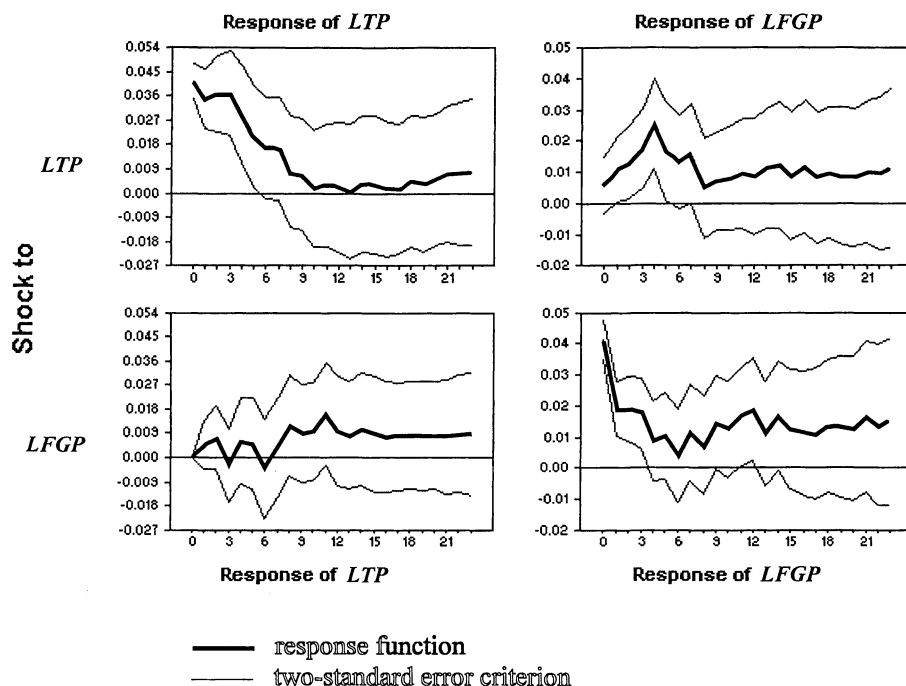 Response of LTP
Response of LFGP
0.054
0.045
0.036
0.027
0.018
0.009
0.000
-0.009
-0.018
-0.027
0 3 6 9 12 15 18 21
0.05
0.04
0.03
0.02
0.01
0.00
-0.01
-0.02
0 3 6 9 12 15 18 21
LTP
Shock to
0.054
0.045
0.036
0.027
0.018
0.009
0.000
-0.009
-0.018
-0.027
0 3 6 9 12 15 18 21
0.05
0.04
0.03
0.02
0.01
0.00
-0.01
-0.02
0 3 6 9 12 15 18 21
LFGP
Response of LTP
Response of LFGP
response function
two-standard error criterion